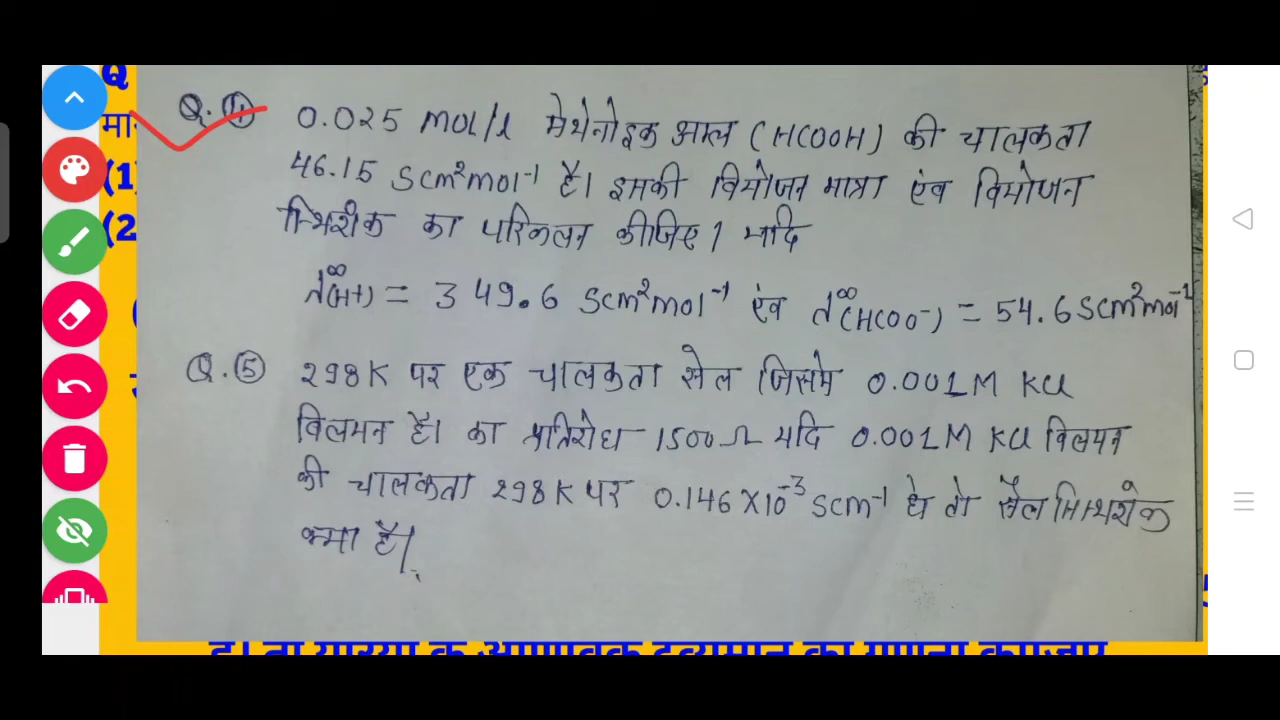 Q
मा
(1)
(2
Q. (4) 0.025 mol/l मेथेनोइक अम्ल (HCOOH) की चालकता
46.15 Scm²mol⁻¹ है। इसकी वियोजन मात्रा एंव वियोजन
स्थिरांक का परिकलन कीजिए। यदि
λ∞(H+) = 349.6 Scm²mol⁻¹ एंव λ∞(HCOO⁻) = 54.6 Scm²mol⁻¹
Q. (5) 298K पर एक चालकता सेल जिसमे 0.001M KCl
विलयन है। का प्रतिरोध 1500Ω यदि 0.001M KCl विलयन
की चालकता 298K पर 0.146×10⁻³ Scm⁻¹ हो तो सैल स्थिरांक
क्या है।